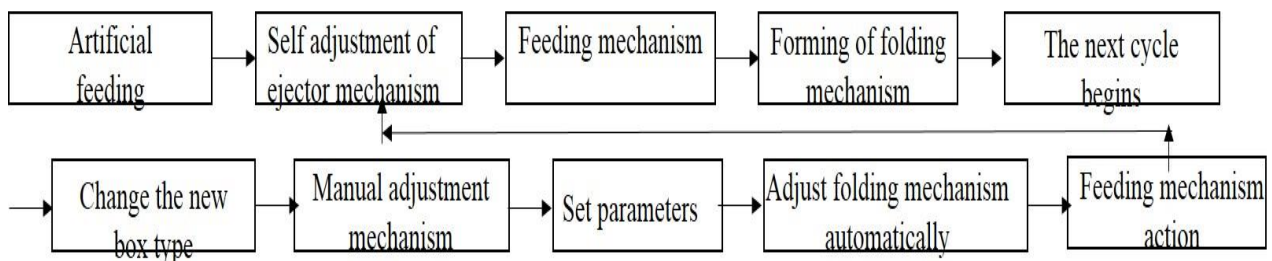 Artificial
feeding
Self adjustment of
ejector mechanism
Feeding mechanism
Forming of folding
mechanism
The next cycle
begins
Change the new
box type
Manual adjustment
mechanism
Set parameters
Adjust folding mechanism
automatically
Feeding mechanism
action